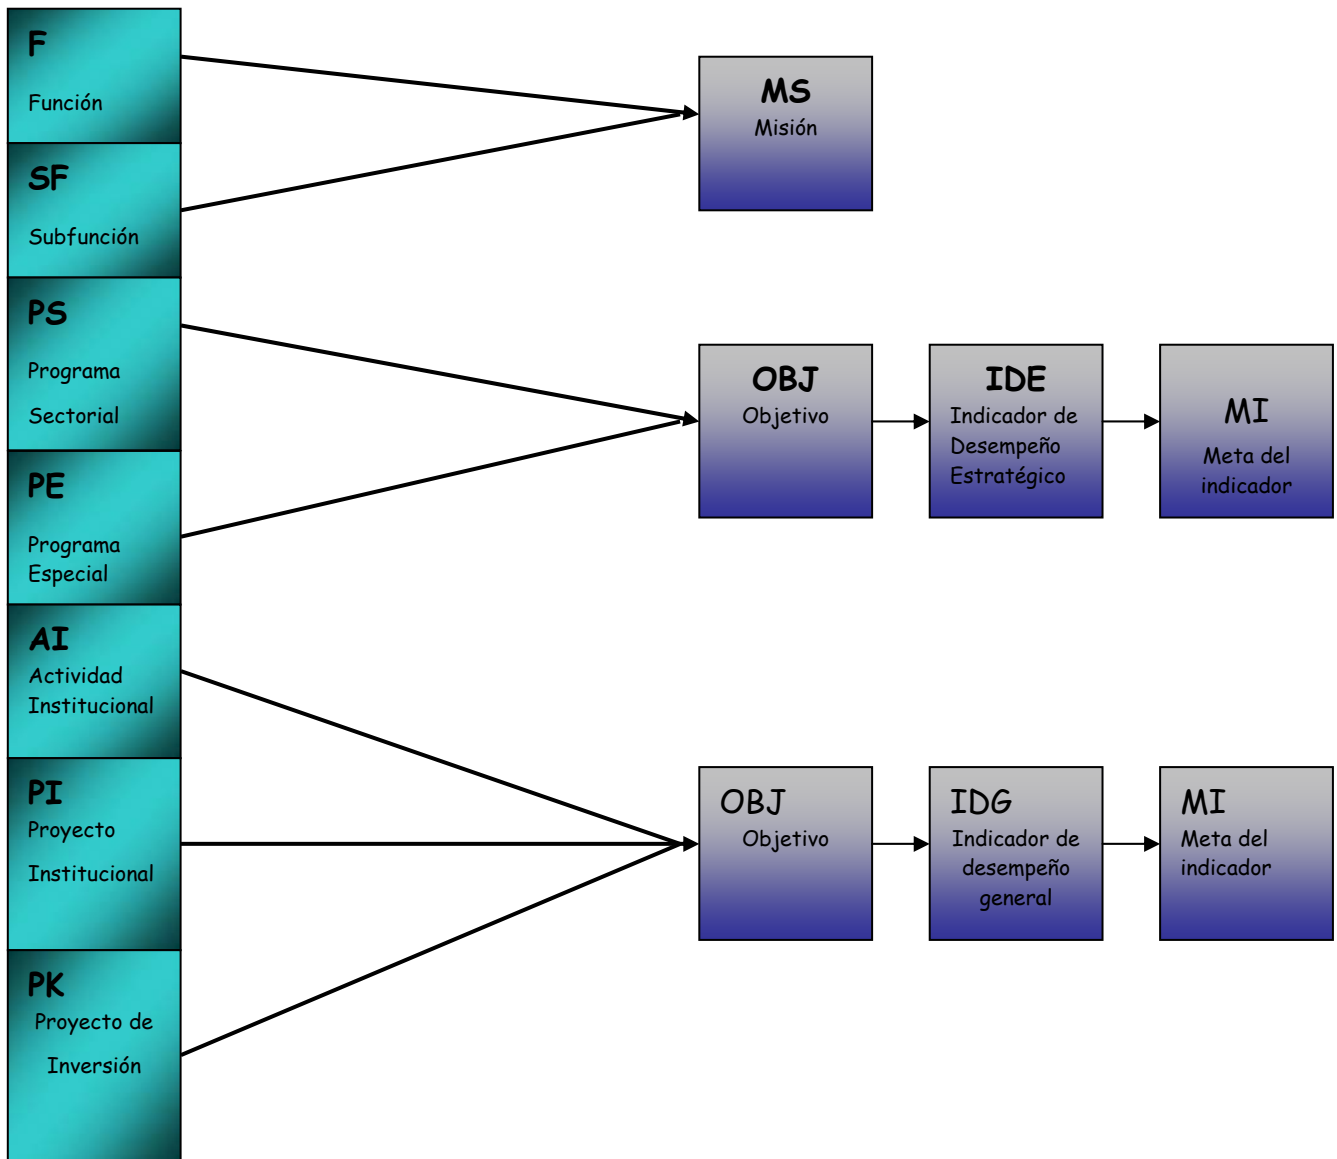 F
Función
SF
Subfunción
PS
Programa
Sectorial
PE
Programa
Especial
AI
Actividad
Institucional
PI
Proyecto
Institucional
PK
Proyecto de
Inversión
MS
Misión
OBJ
Objetivo
IDE
Indicador de
Desempeño
Estratégico
MI
Meta del
indicador
OBJ
Objetivo
IDG
Indicador de
desempeño
general
MI
Meta del
indicador